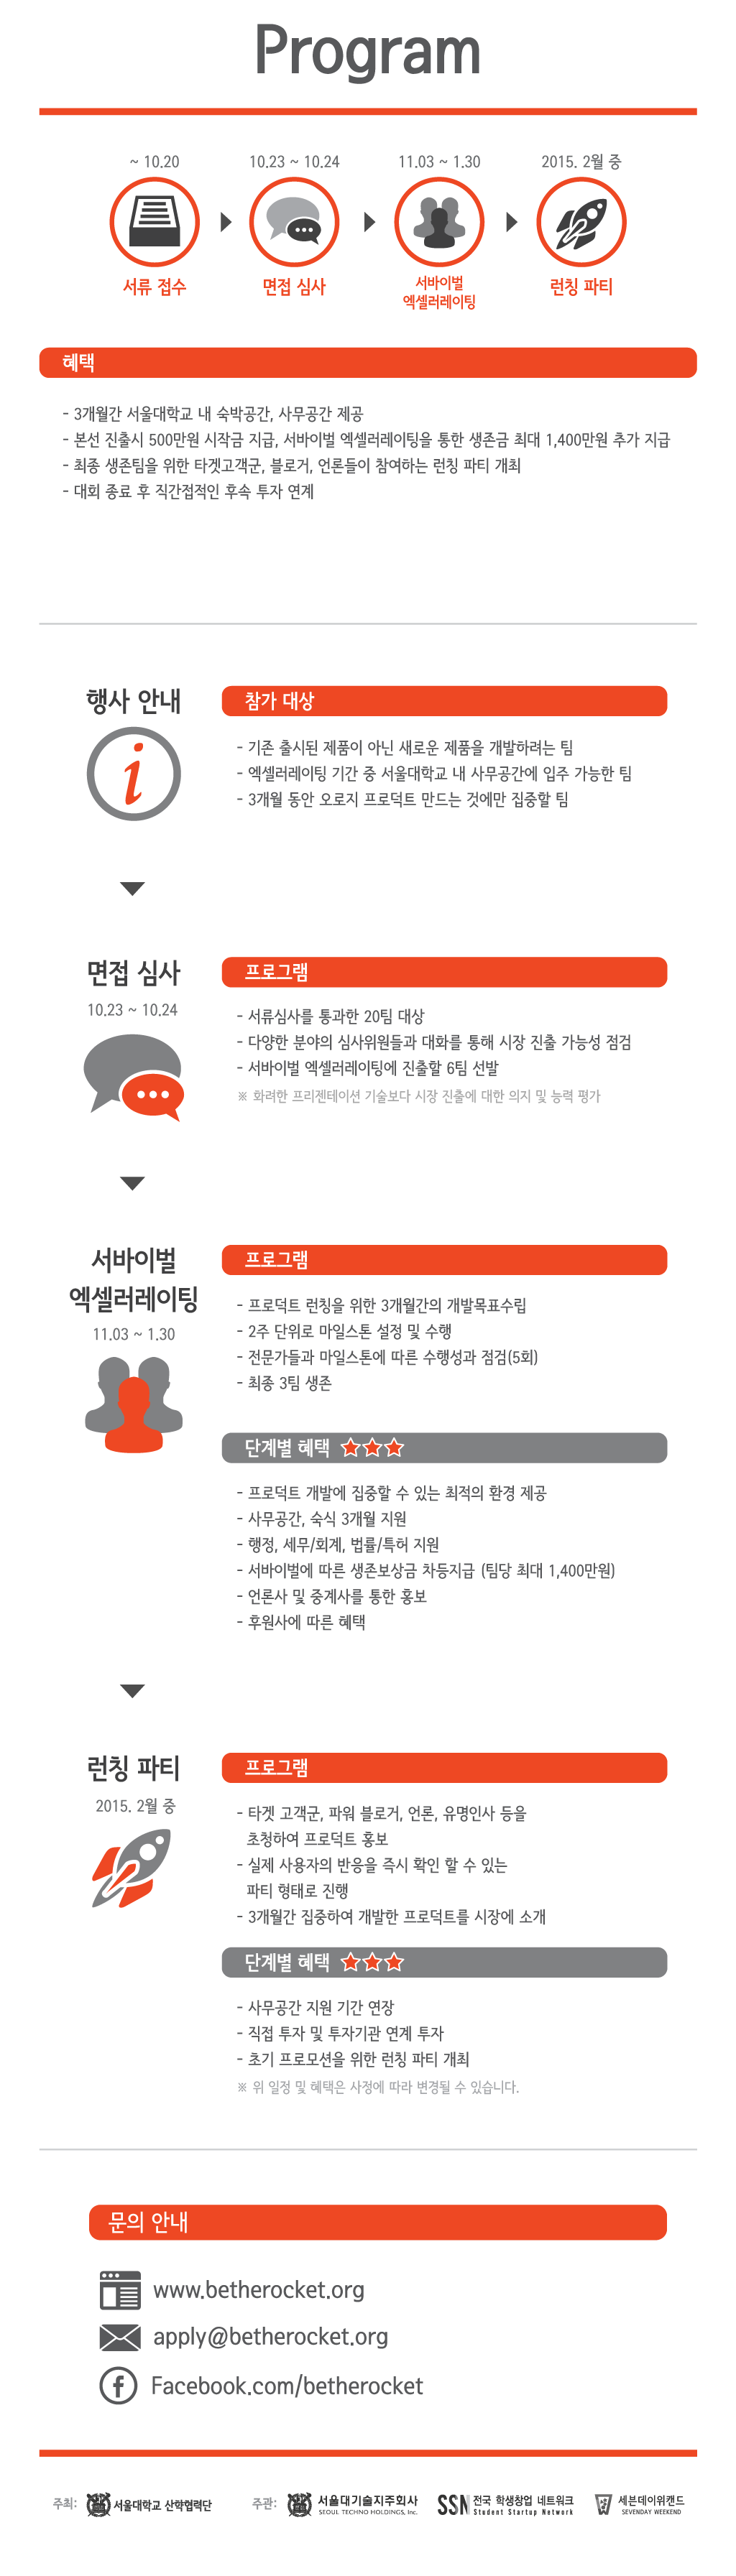 Program
~ 10.20
10.23 ~ 10.24
11.03 ~ 1.30
2015. 2월 중
서류 접수
면접 심사
서바이벌
엑셀러레이팅
런칭 파티
혜택
- 3개월간 서울대학교 내 숙박공간, 사무공간 제공
- 본선 진출시 500만원 시작금 지급, 서바이벌 엑셀러레이팅을 통한 생존금 최대 1,400만원 추가 지급
- 최종 생존팀을 위한 타겟고객군, 블로거, 언론들이 참여하는 런칭 파티 개최
- 대회 종료 후 직간접적인 후속 투자 연계
행사 안내
참가 대상
- 기존 출시된 제품이 아닌 새로운 제품을 개발하려는 팀
- 엑셀러레이팅 기간 중 서울대학교 내 사무공간에 입주 가능한 팀
- 3개월 동안 오로지 프로덕트 만드는 것에만 집중할 팀
면접 심사
10.23 ~ 10.24
프로그램
- 서류심사를 통과한 20팀 대상
- 다양한 분야의 심사위원들과 대화를 통해 시장 진출 가능성 점검
- 서바이벌 엑셀러레이팅에 진출할 6팀 선발
※ 화려한 프리젠테이션 기술보다 시장 진출에 대한 의지 및 능력 평가
서바이벌
엑셀러레이팅
11.03 ~ 1.30
프로그램
- 프로덕트 런칭을 위한 3개월간의 개발목표수립
- 2주 단위로 마일스톤 설정 및 수행
- 전문가들과 마일스톤에 따른 수행성과 점검(5회)
- 최종 3팀 생존
단계별 혜택
- 프로덕트 개발에 집중할 수 있는 최적의 환경 제공
- 사무공간, 숙식 3개월 지원
- 행정, 세무/회계, 법률/특허 지원
- 서바이벌에 따른 생존보상금 차등지급 (팀당 최대 1,400만원)
- 언론사 및 중계사를 통한 홍보
- 후원사에 따른 혜택
런칭 파티
2015. 2월 중
프로그램
- 타겟 고객군, 파워 블로거, 언론, 유명인사 등을
초청하여 프로덕트 홍보
- 실제 사용자의 반응을 즉시 확인 할 수 있는
파티 형태로 진행
- 3개월간 집중하여 개발한 프로덕트를 시장에 소개
단계별 혜택
- 사무공간 지원 기간 연장
- 직접 투자 및 투자기관 연계 투자
- 초기 프로모션을 위한 런칭 파티 개최
※ 위 일정 및 혜택은 사정에 따라 변경될 수 있습니다.
문의 안내
www.betherocket.org
apply@betherocket.org
Facebook.com/betherocket
주최: 서울대학교 산학협력단
주관: 서울대기술지주회사
SEOUL TECHNO HOLDINGS, Inc.
SSN 전국 학생창업 네트워크
Student Startup Network
세븐데이위캔드
SEVENDAY WEEKEND